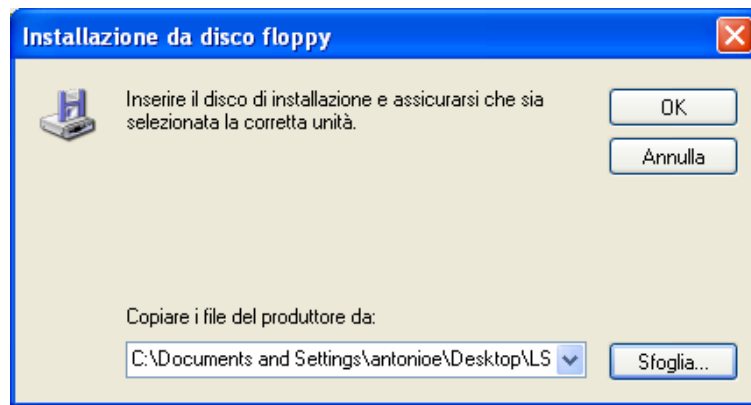 Installazione da disco floppy
Inserire il disco di installazione e assicurarsi che sia
selezionata la corretta unità.
OK
Annulla
Copiare i file del produttore da:
C:\Documents and Settings\antonioe\Desktop\LS
Sfoglia...